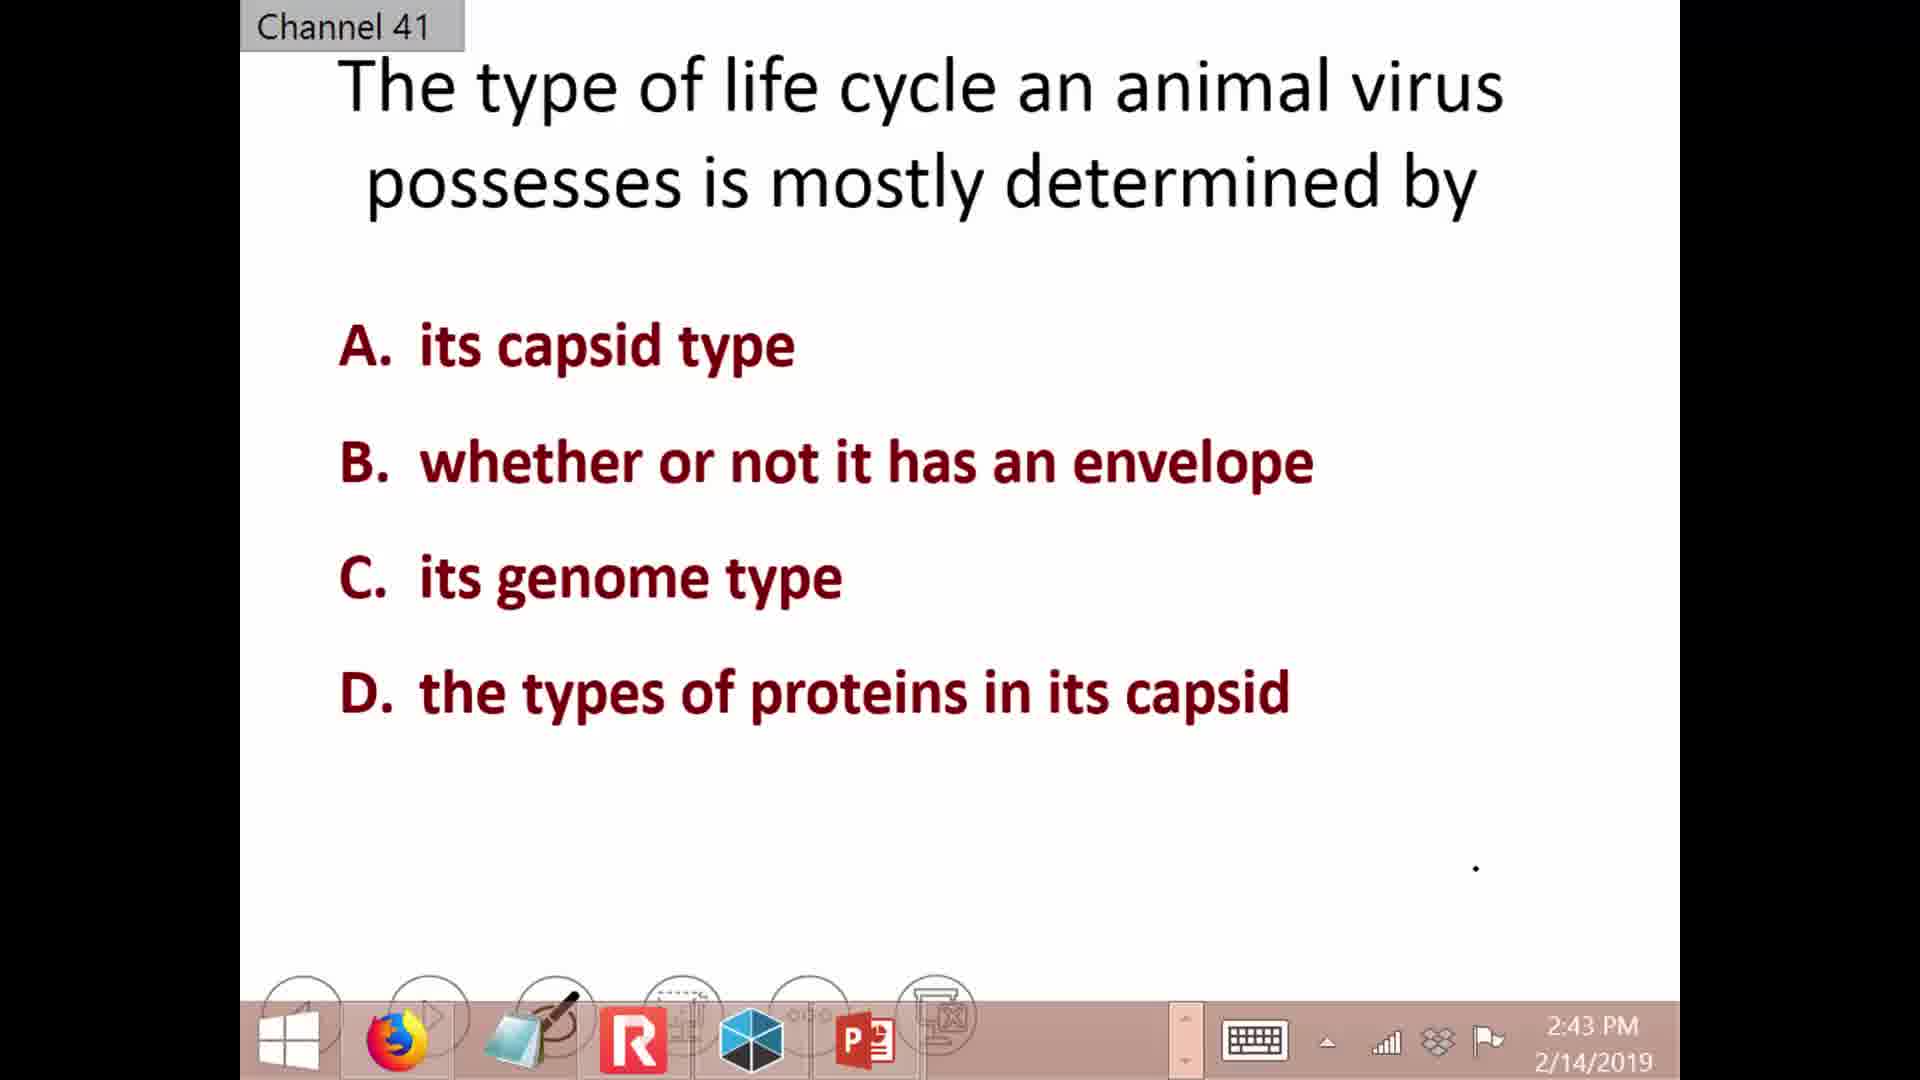 Channel 41
The type of life cycle an animal virus
possesses is mostly determined by
A. its capsid type
B. whether or not it has an envelope
C. its genome type
D. the types of proteins in its capsid
.
2:43 PM
2/14/2019